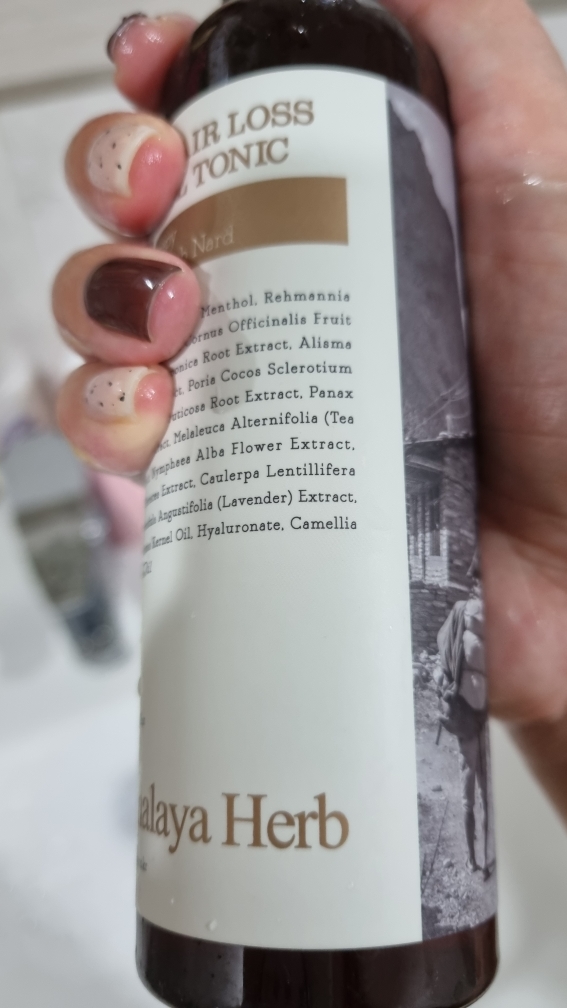 IR LOSS
TONIC
Nard
Menthol, Rehmannia
Officinalis Fruit
Root Extract, Alisma
Poria Cocos Sclerotium
Root Extract, Panax
Melaleuca Alternifolia (Tea
Nymphaea Alba Flower Extract,
Extract, Caulerpa Lentillifera
Angustifolia (Lavender) Extract,
Kernel Oil, Hyaluronate, Camellia
alaya Herb